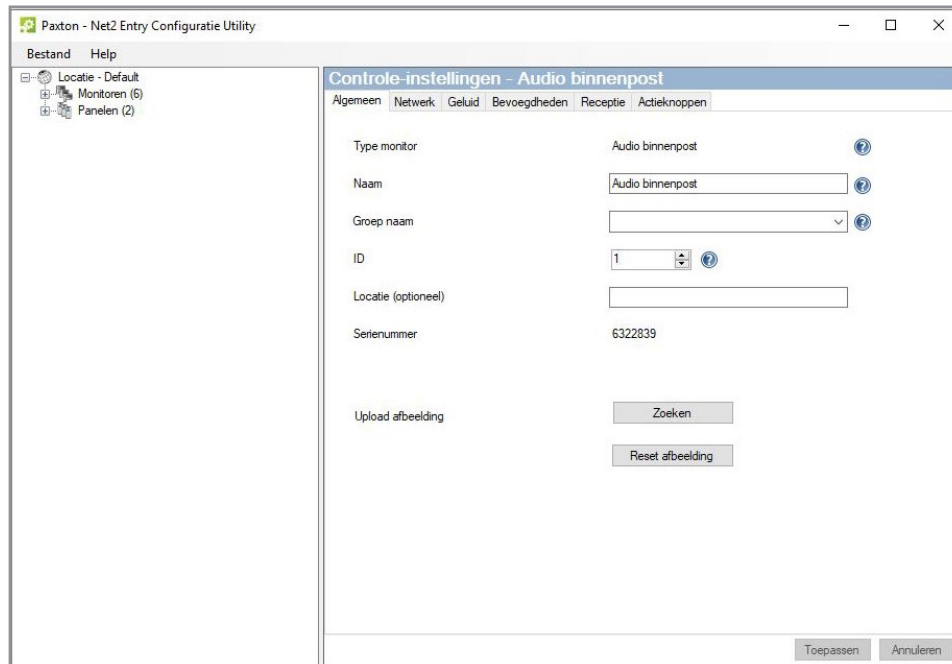 Paxton - Net2 Entry Configuratie Utility
Bestand Help
Locatie - Default
Monitoren (6)
Panelen (2)
Controle-instellingen - Audio binnenpost
Algemeen Netwerk Geluid Bevoegdheden Receptie Actieknoppen
Type monitor Audio binnenpost
Naam Audio binnenpost
Groep naam
ID 1
Locatie (optioneel)
Serienummer 6322839
Upload afbeelding Zoeken
Reset afbeelding
Toepassen Annuleren